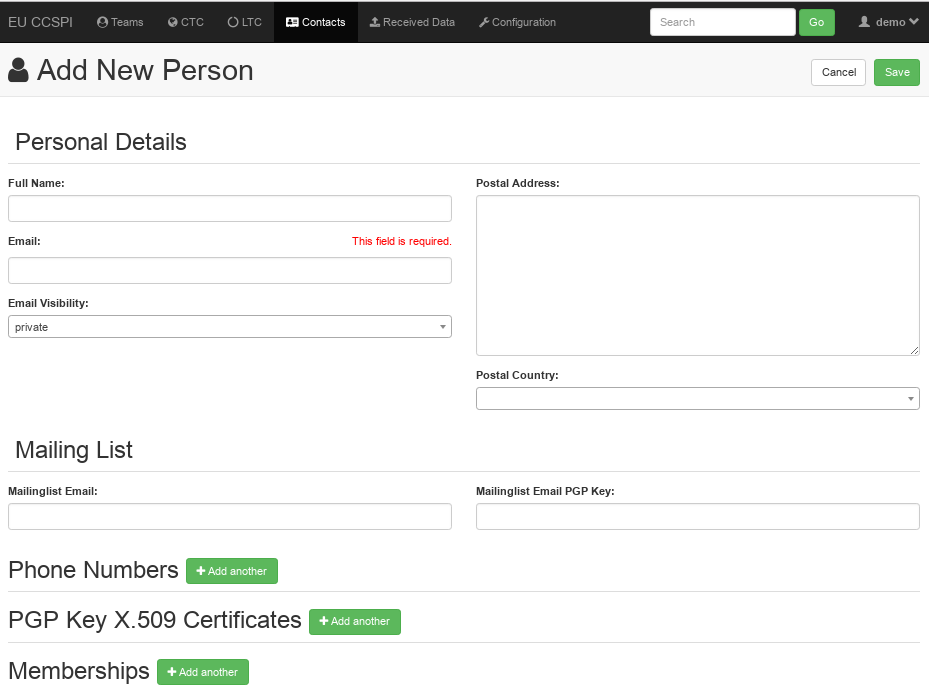 EU CCSPI Teams CTC LTC Contacts Received Data Configuration Search Go demo
Add New Person Cancel Save
Personal Details
Full Name: Postal Address:
Email: This field is required.
Email Visibility:
private
Postal Country:
Mailing List
Mailinglist Email: Mailinglist Email PGP Key:
Phone Numbers Add another
PGP Key X.509 Certificates Add another
Memberships Add another